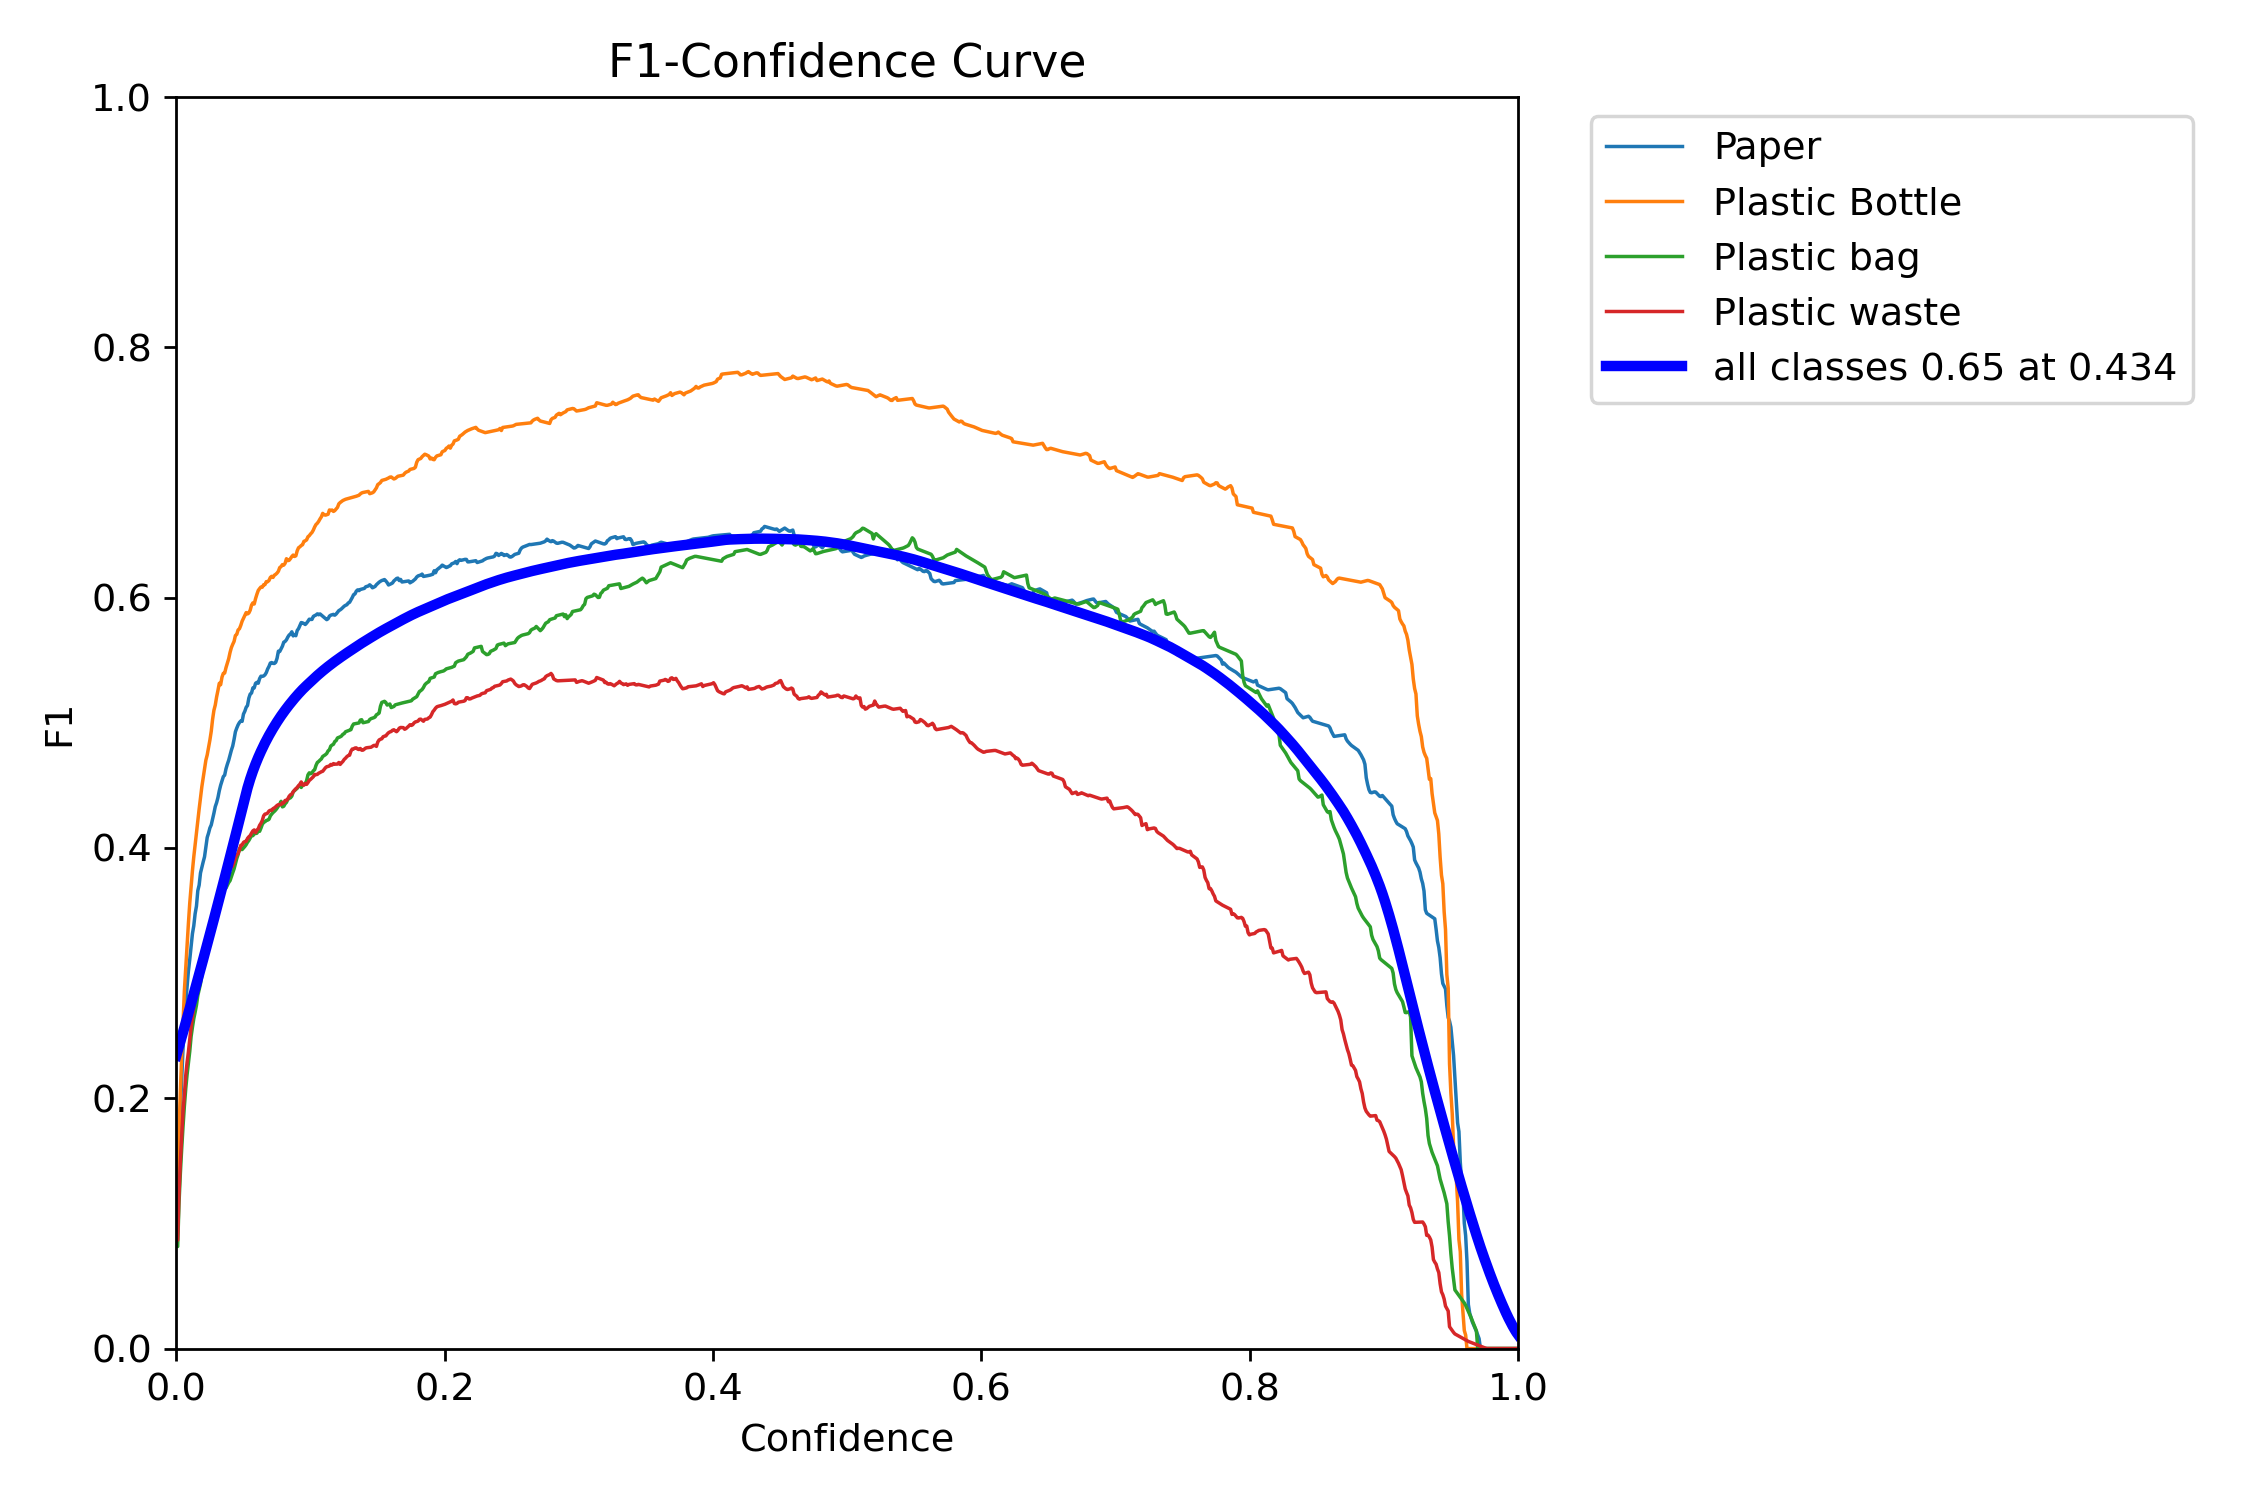 F1-Confidence Curve
1.0
0.8
0.6
0.4
0.2
0.0
F1
0.0 0.2 0.4 0.6 0.8 1.0
Confidence
Paper
Plastic Bottle
Plastic bag
Plastic waste
all classes 0.65 at 0.434